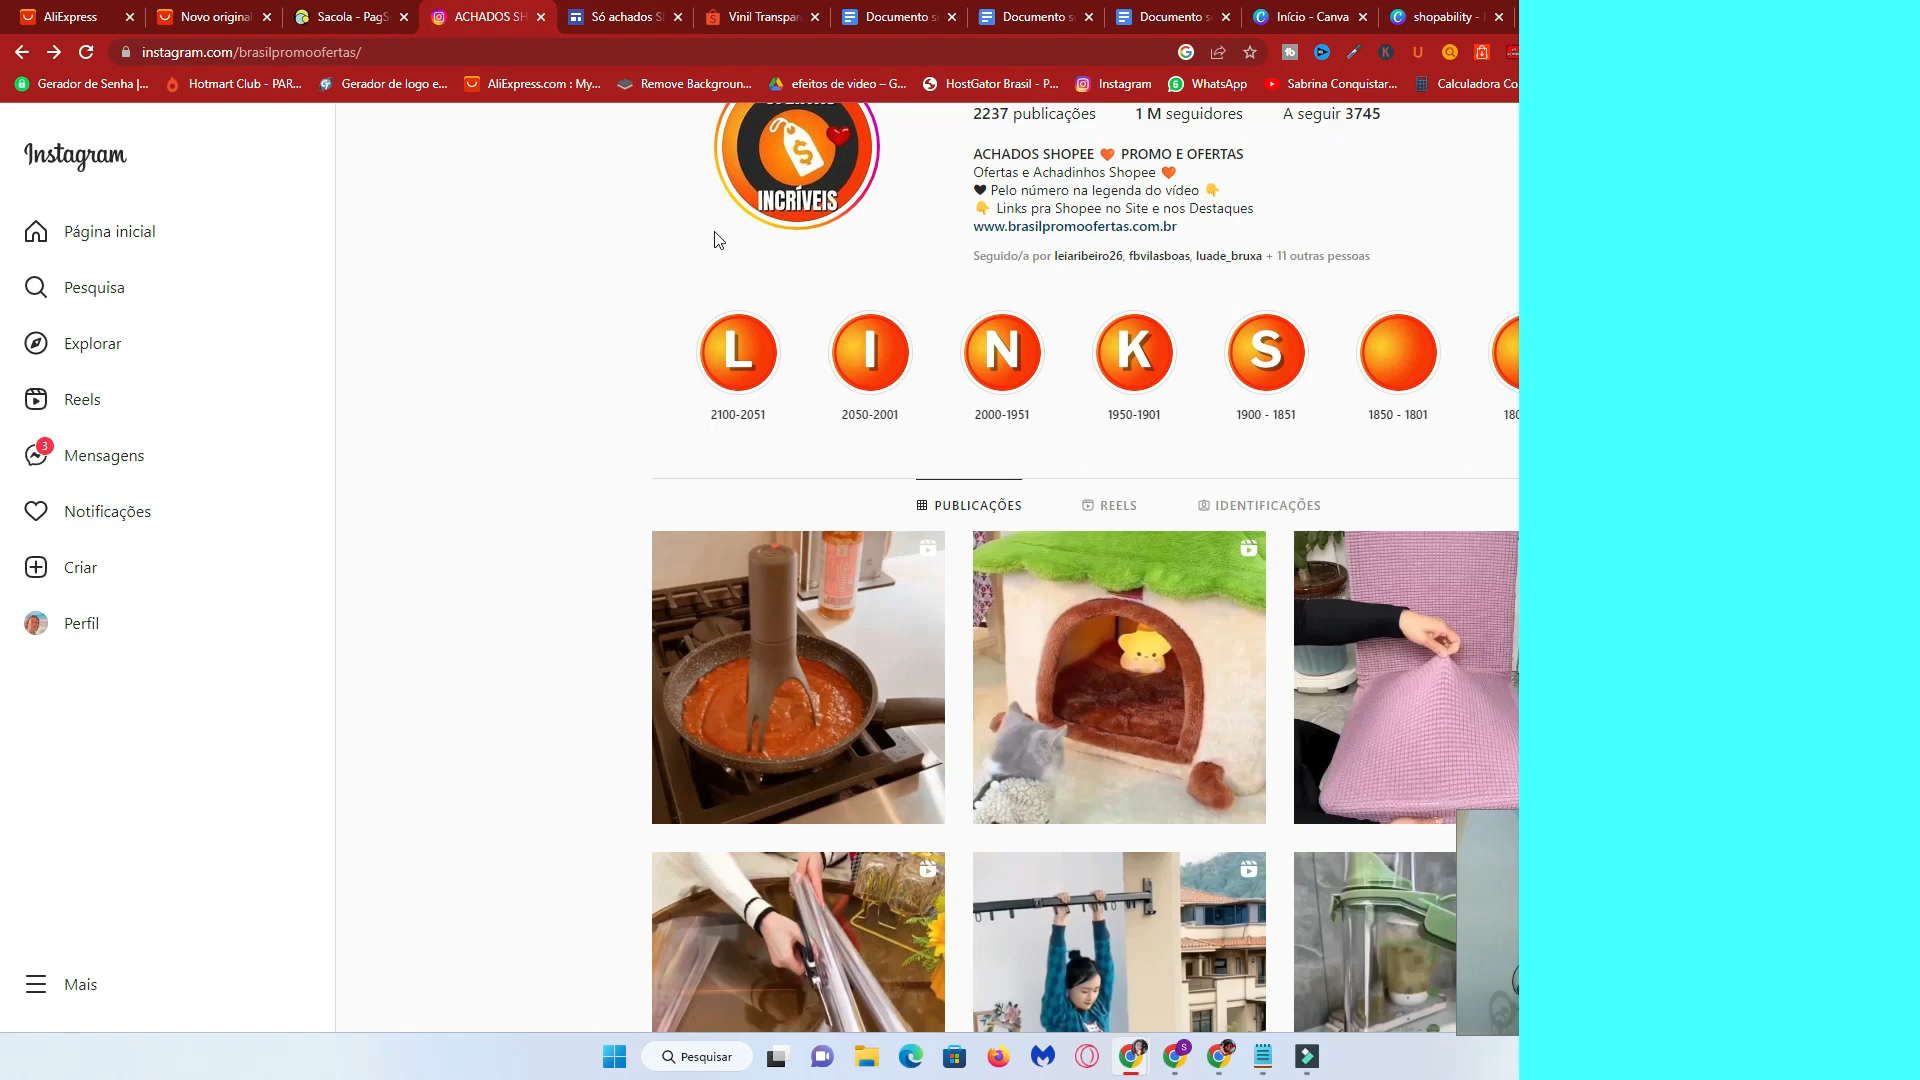 AliExpress
Novo original
Sacola - PagS
ACHADOS SH
Só achados S
Vinil Transpar
Documento s
Documento s
Documento s
Início - Canva
shopability -
instagram.com/brasilpromoofertas/
Gerador de Senha |...
Hotmart Club - PAR...
Gerador de logo e...
AliExpress.com : My...
Remove Backgroun...
efeitos de video – G...
HostGator Brasil - P...
Instagram
WhatsApp
Sabrina Conquistar...
Calculadora Co
Instagram
Página inicial
Pesquisa
Explorar
Reels
3
Mensagens
Notificações
Criar
Perfil
Mais
INCRÍVEIS
2237 publicações
1 M seguidores
A seguir 3745
ACHADOS SHOPEE 🧡 PROMO E OFERTAS
Ofertas e Achadinhos Shopee 🧡
🖤 Pelo número na legenda do vídeo 👇
👇 Links pra Shopee no Site e nos Destaques
www.brasilpromoofertas.com.br
Seguido/a por leiaribeiro26, fbvilasboas, luade_bruxa + 11 outras pessoas
L I N K S
2100-2051
2050-2001
2000-1951
1950-1901
1900 - 1851
1850 - 1801
180
PUBLICAÇÕES
REELS
IDENTIFICAÇÕES
Pesquisar